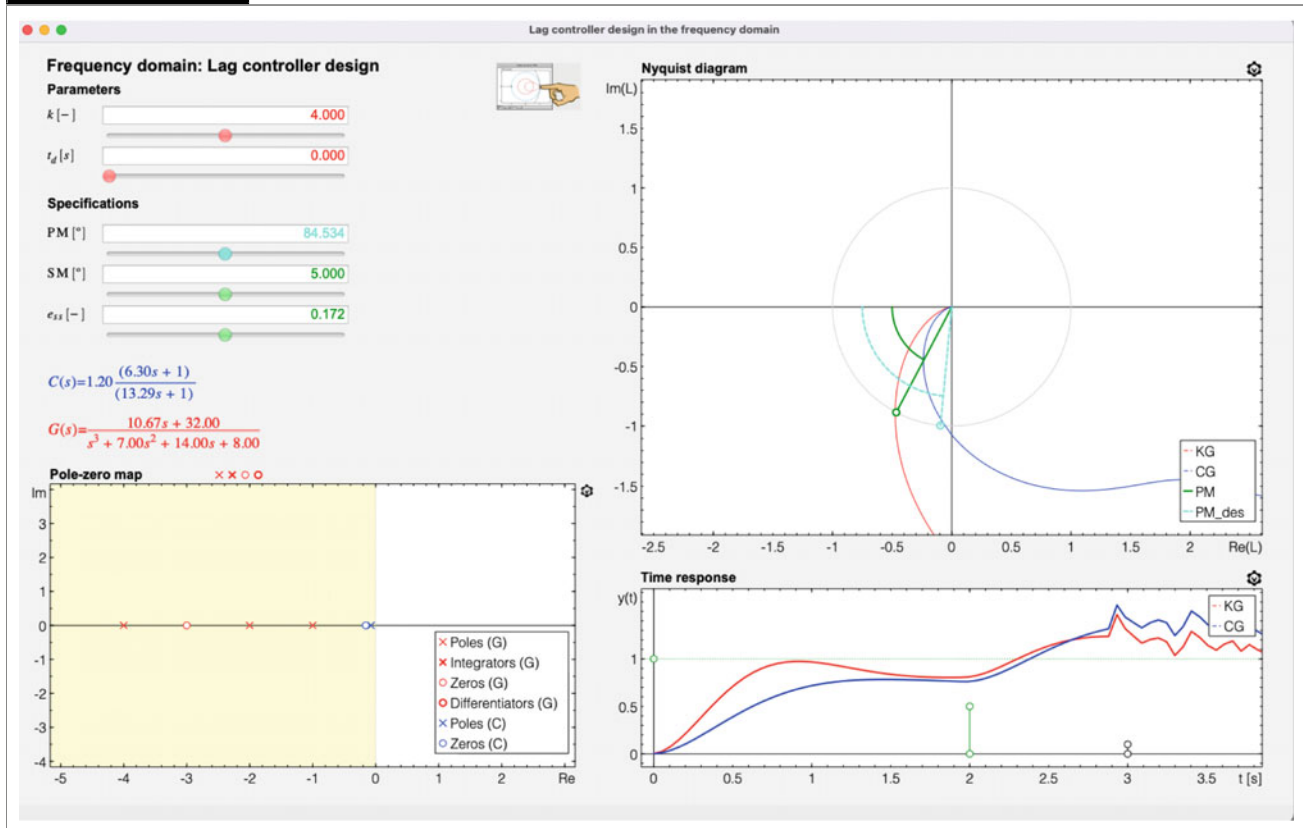 Lag controller design in the frequency domain
Frequency domain: Lag controller design
Parameters
k [−] 4.000
t_d [s] 0.000
Specifications
PM [°] 84.534
SM [°] 5.000
e_ss [−] 0.172
C(s)=1.20 (6.30s + 1)
(13.29s + 1)
G(s)= 10.67s + 32.00
s³ + 7.00s² + 14.00s + 8.00
Pole-zero map
Im
3
2
1
0
-1
-2
-3
-4
-5 -4 -3 -2 -1 0 1 2 Re
Poles (G)
Integrators (G)
Zeros (G)
Differentiators (G)
Poles (C)
Zeros (C)
Nyquist diagram
Im(L)
1.5
1
0.5
0
-0.5
-1
-1.5
-2.5 -2 -1.5 -1 -0.5 0 0.5 1 1.5 2 Re(L)
KG
CG
PM
PM_des
Time response
y(t)
1
0.5
0
0 0.5 1 1.5 2 2.5 3 3.5 t [s]
KG
CG